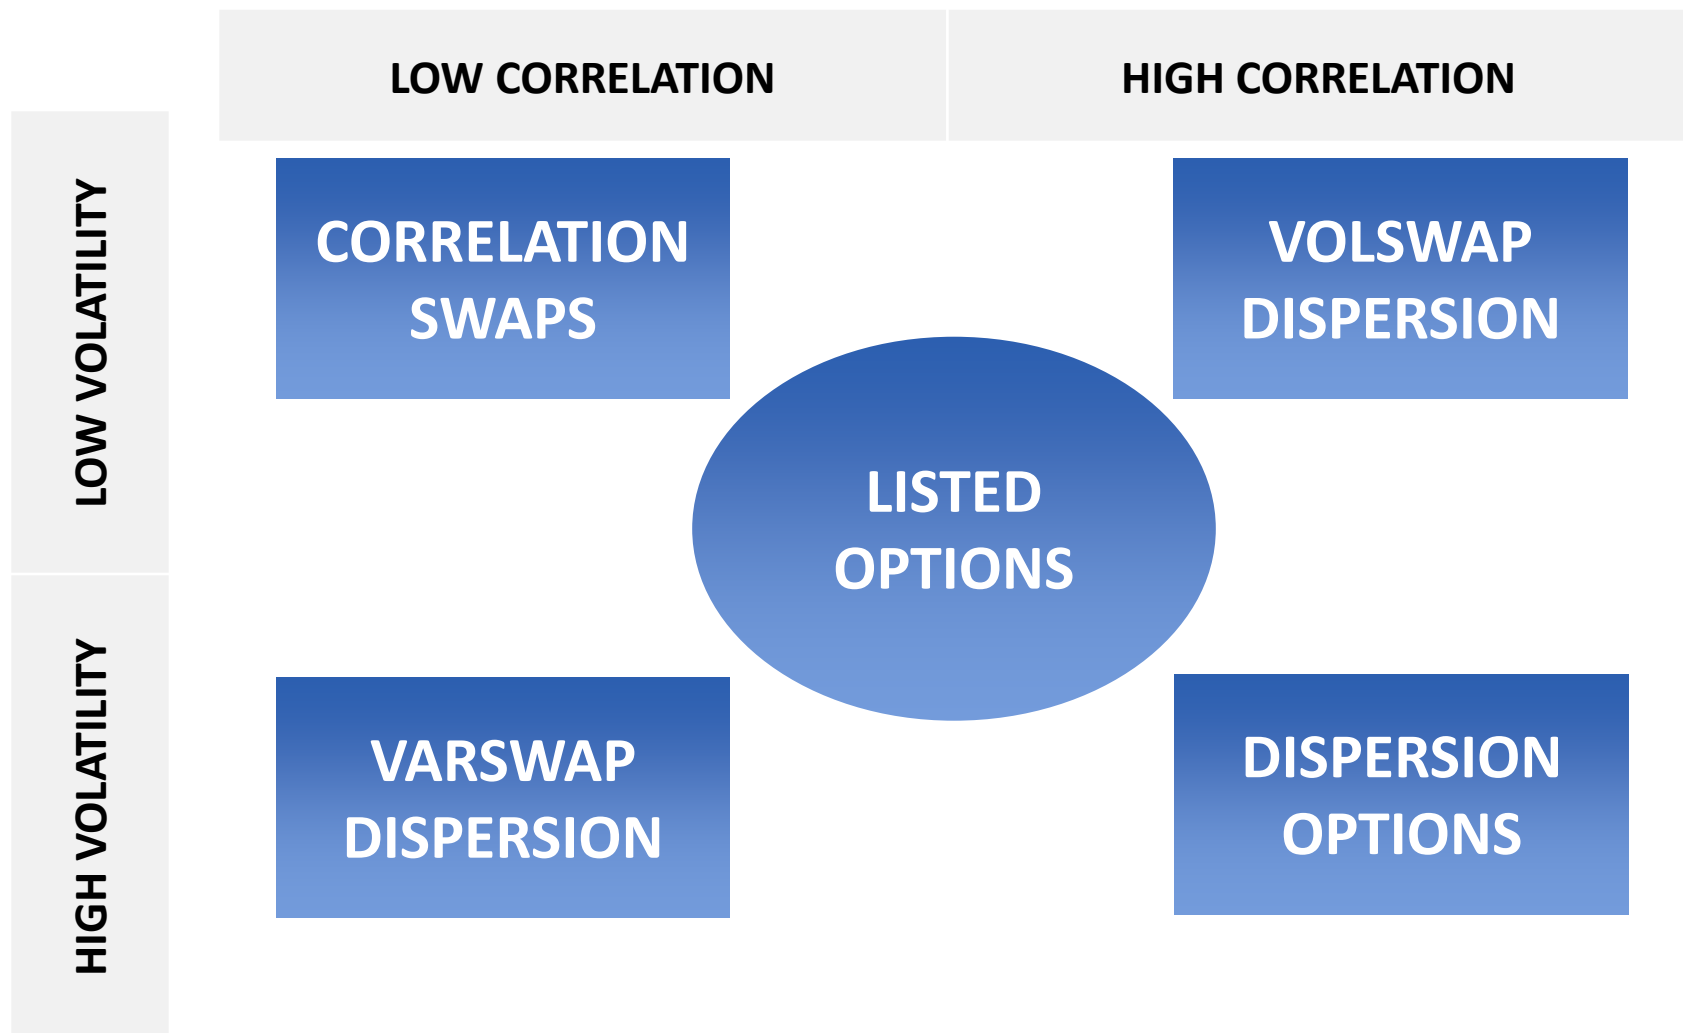 LOW CORRELATION
HIGH CORRELATION
LOW VOLATILITY
CORRELATION
SWAPS
VOLSWAP
DISPERSION
LISTED
OPTIONS
HIGH VOLATILITY
VARSWAP
DISPERSION
DISPERSION
OPTIONS